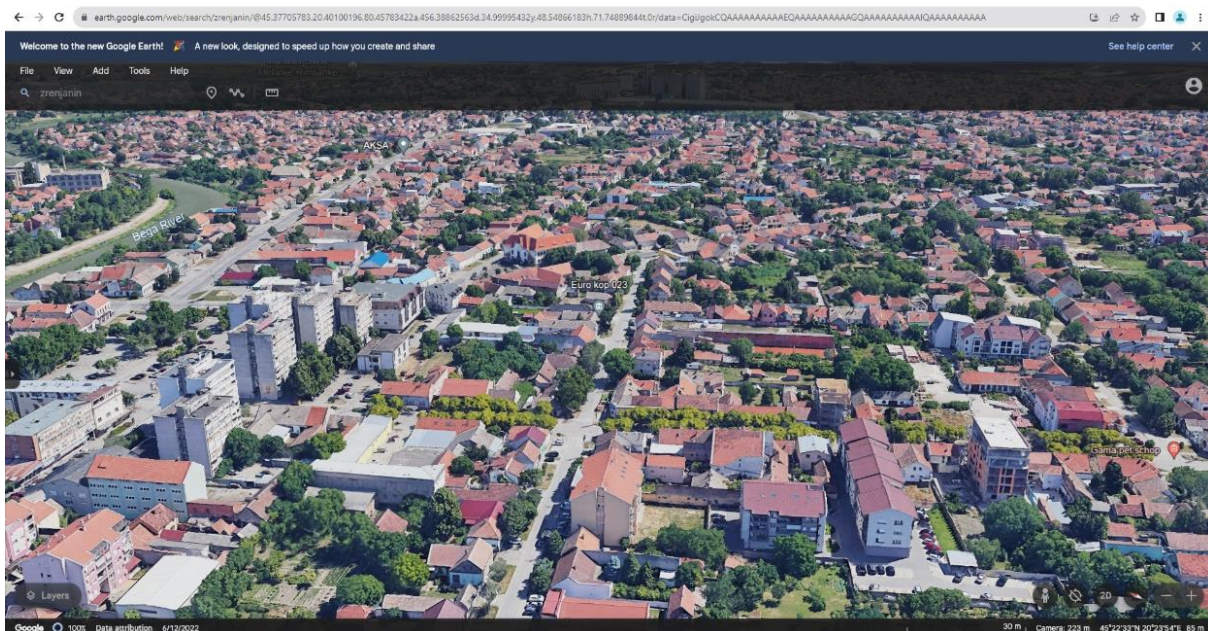 earth.google.com/web/search/zrenjanin/@45.37705783,20.40100196,80.45783422a,456.38862563d,34.99995432y,48.54866183h,71.74889844t,0r/data=CigiJgokCQAAAAAAAAAAEQAAAAAAAAAAGQAAAAAAAAAAIQAAAAAAAAAA
Welcome to the new Google Earth! 🎉 A new look, designed to speed up how you create and share See help center
File View Add Tools Help
zrenjanin
AKSA
Bega River
Euro kop 023
Gama pet schop
Layers
2D
Google 100% Data attribution 6/12/2022 30 m Camera: 223 m 45°22'33"N 20°23'54"E 85 m